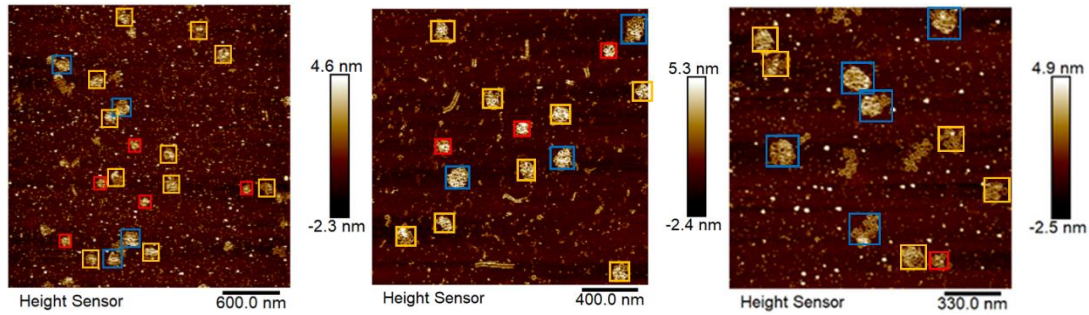 4.6 nm
-2.3 nm
Height Sensor
600.0 nm
5.3 nm
-2.4 nm
Height Sensor
400.0 nm
4.9 nm
-2.5 nm
Height Sensor
330.0 nm